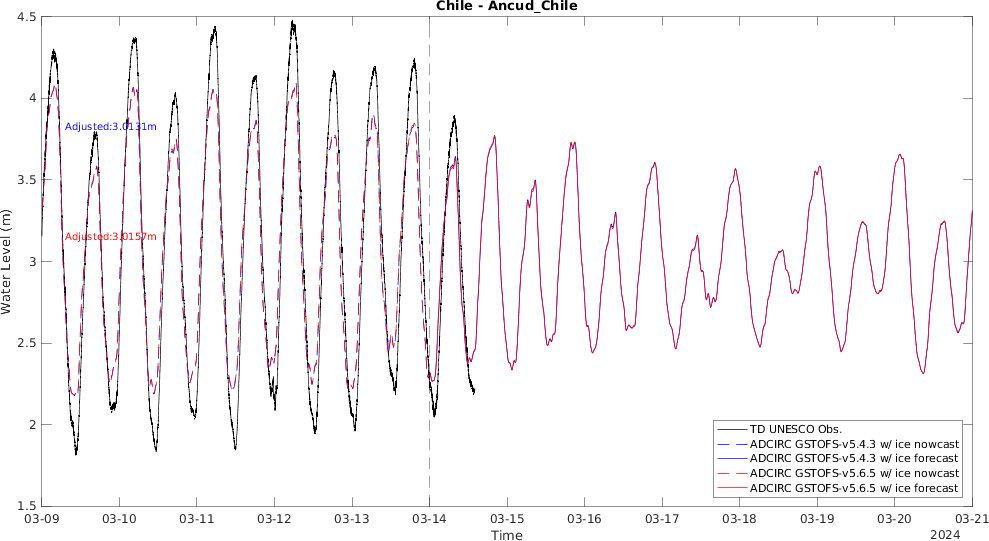 Chile - Ancud_Chile
4.5
4
3.5
3
2.5
2
1.5
Water Level (m)
Adjusted:3.0131m
Adjusted:3.0157m
TD UNESCO Obs.
ADCIRC GSTOFS-v5.4.3 w/ ice nowcast
ADCIRC GSTOFS-v5.4.3 w/ ice forecast
ADCIRC GSTOFS-v5.6.5 w/ ice nowcast
ADCIRC GSTOFS-v5.6.5 w/ ice forecast
03-09 03-10 03-11 03-12 03-13 03-14 03-15 03-16 03-17 03-18 03-19 03-20 03-21
Time
2024